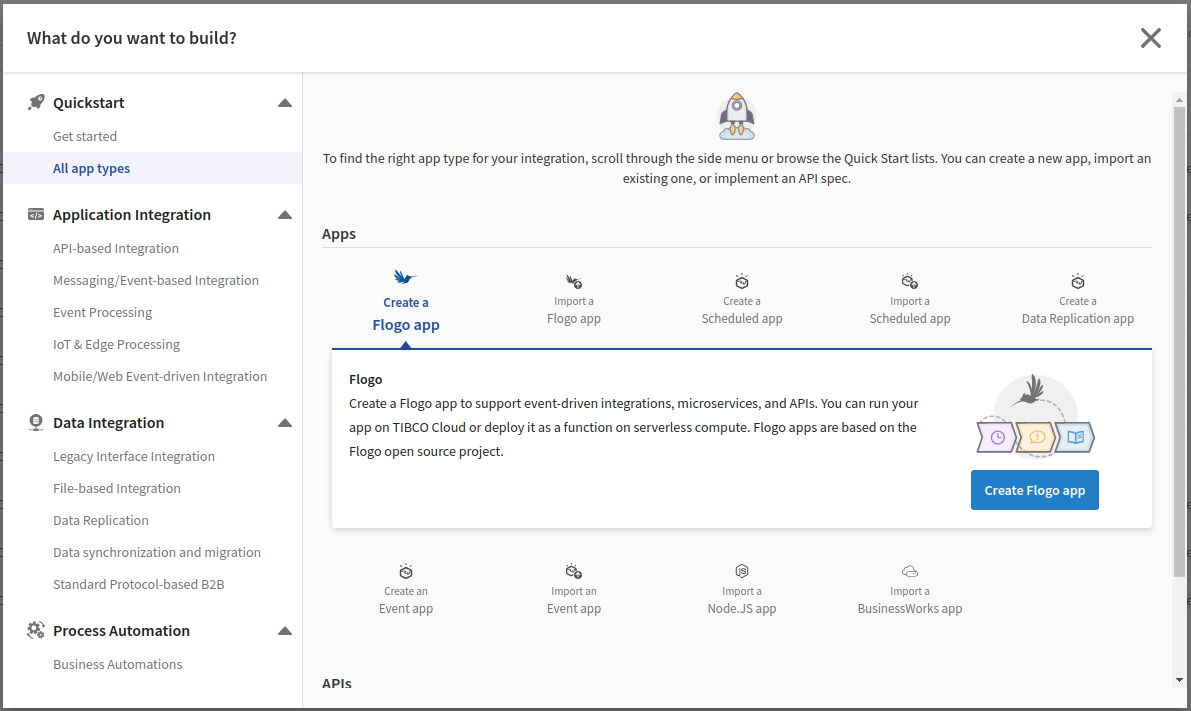 What do you want to build?
Quickstart
Get started
All app types
Application Integration
API-based Integration
Messaging/Event-based Integration
Event Processing
IoT & Edge Processing
Mobile/Web Event-driven Integration
Data Integration
Legacy Interface Integration
File-based Integration
Data Replication
Data synchronization and migration
Standard Protocol-based B2B
Process Automation
Business Automations
To find the right app type for your integration, scroll through the side menu or browse the Quick Start lists. You can create a new app, import an
existing one, or implement an API spec.
Apps
Create a
Flogo app
Import a
Flogo app
Create a
Scheduled app
Import a
Scheduled app
Create a
Data Replication app
Flogo
Create a Flogo app to support event-driven integrations, microservices, and APIs. You can run your
app on TIBCO Cloud or deploy it as a function on serverless compute. Flogo apps are based on the
Flogo open source project.
Create Flogo app
Create an
Event app
Import an
Event app
Import a
Node.JS app
Import a
BusinessWorks app
APIs